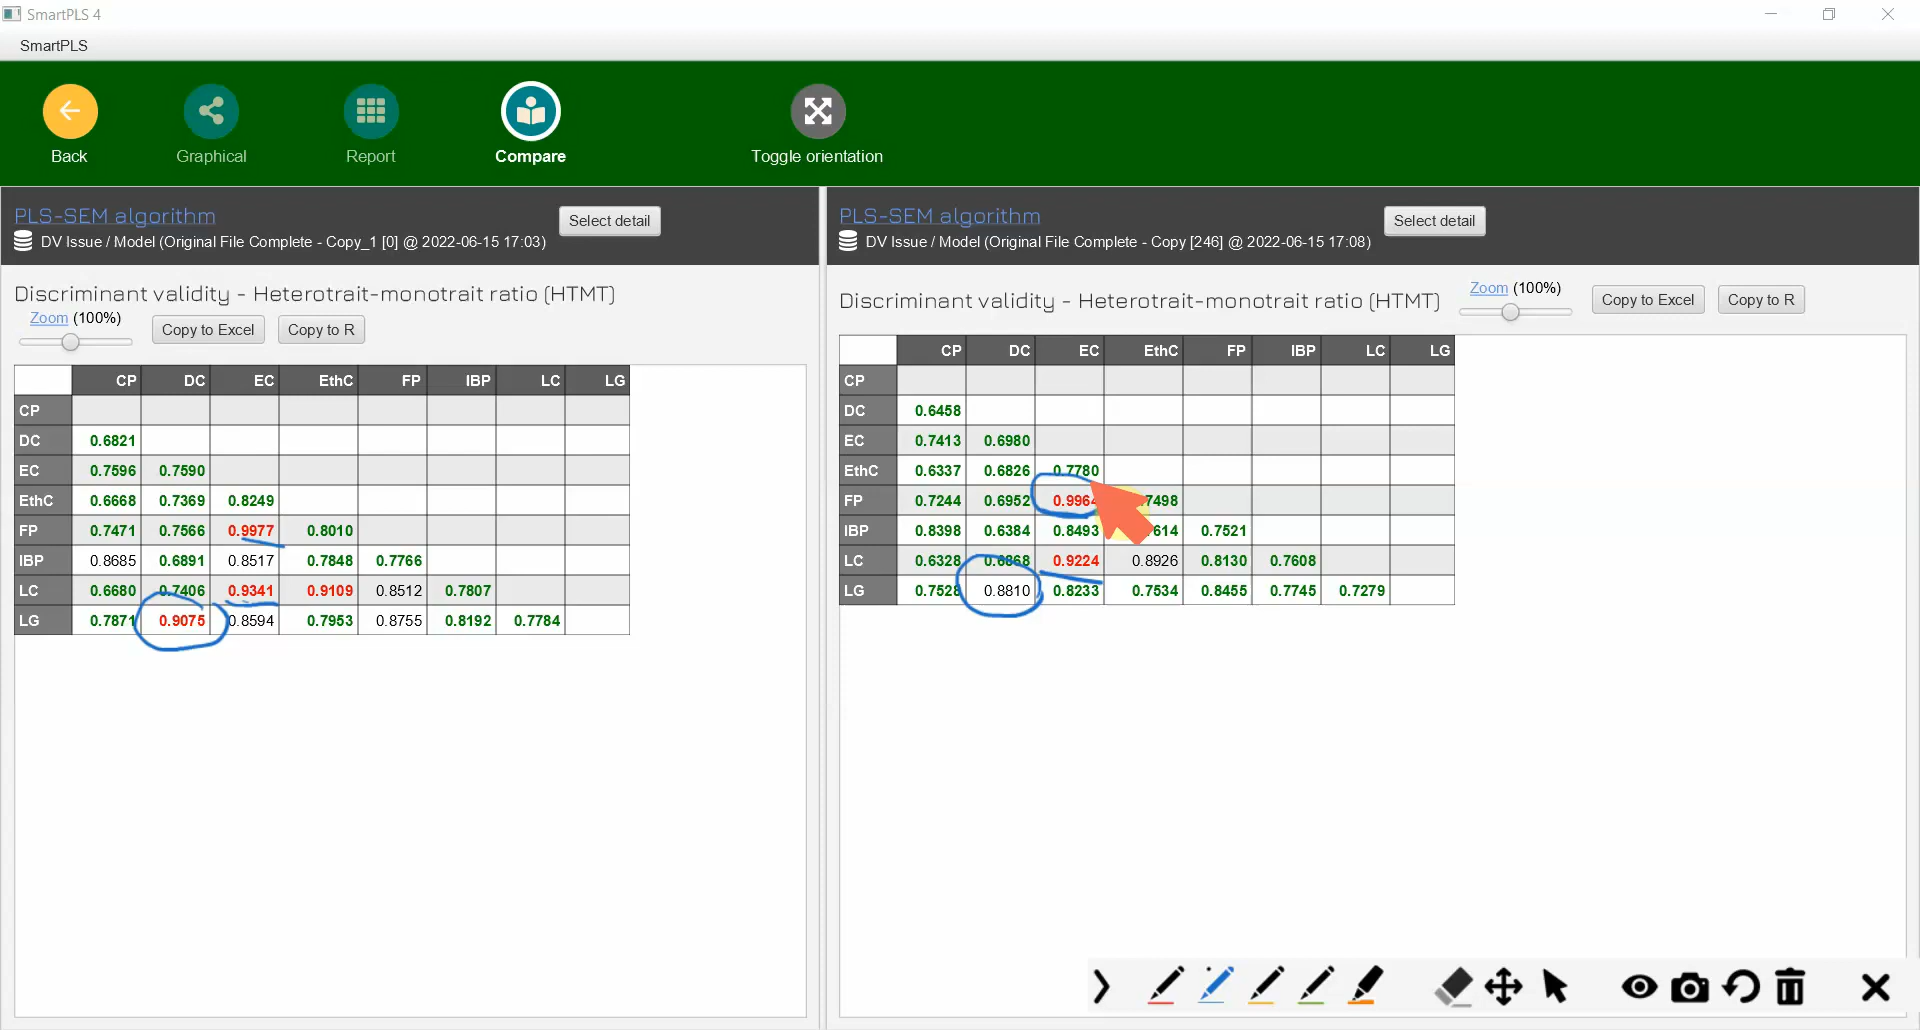 SmartPLS 4
SmartPLS
Back
Graphical
Report
Compare
Toggle orientation
PLS-SEM algorithm
Select detail
DV Issue / Model (Original File Complete - Copy_1 [0] @ 2022-06-15 17:03)
Discriminant validity - Heterotrait-monotrait ratio (HTMT)
Zoom (100%)
Copy to Excel
Copy to R
CP DC EC EthC FP IBP LC LG
CP
DC 0.6821
EC 0.7596 0.7590
EthC 0.6668 0.7369 0.8249
FP 0.7471 0.7566 0.9977 0.8010
IBP 0.8685 0.6891 0.8517 0.7848 0.7766
LC 0.6680 0.7406 0.9341 0.9109 0.8512 0.7807
LG 0.7871 0.9075 0.8594 0.7953 0.8755 0.8192 0.7784
PLS-SEM algorithm
Select detail
DV Issue / Model (Original File Complete - Copy [246] @ 2022-06-15 17:08)
Discriminant validity - Heterotrait-monotrait ratio (HTMT)
Zoom (100%)
Copy to Excel
Copy to R
CP DC EC EthC FP IBP LC LG
CP
DC 0.6458
EC 0.7413 0.6980
EthC 0.6337 0.6826 0.7780
FP 0.7244 0.6952 0.9964 7498
IBP 0.8398 0.6384 0.8493 614 0.7521
LC 0.6328 0.6868 0.9224 0.8926 0.8130 0.7608
LG 0.7528 0.8810 0.8233 0.7534 0.8455 0.7745 0.7279